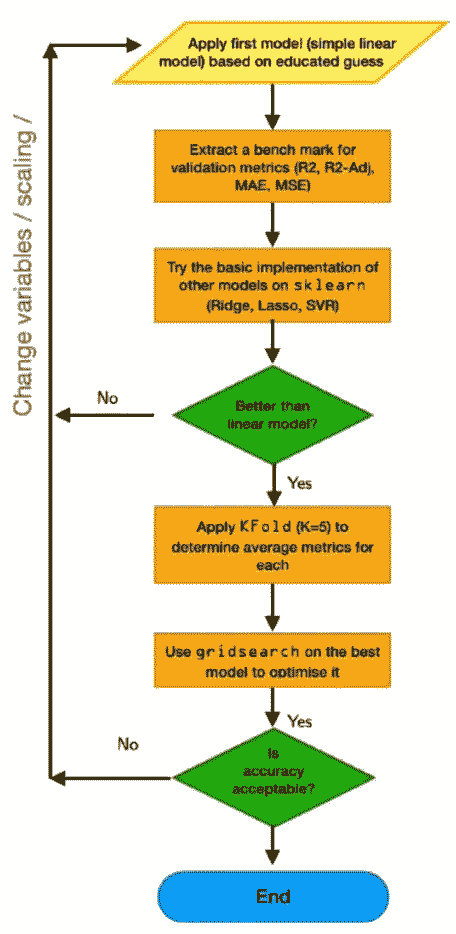 Apply first model (simple linear
model) based on educated guess
Extract a bench mark for
validation metrics (R2, R2-Ad),
MAE, MSE)
Try the basic implementation of
other models on sklearn
(Ridge, Lasso, SVR)
Better than
linear model?
No
Yes
Apply KFold (K=5) to
determine average metrics for
each
Use gridsearch on the best
model to optimise it
Yes
Is
accuracy
acceptable?
No
End
Change variables / scaling /